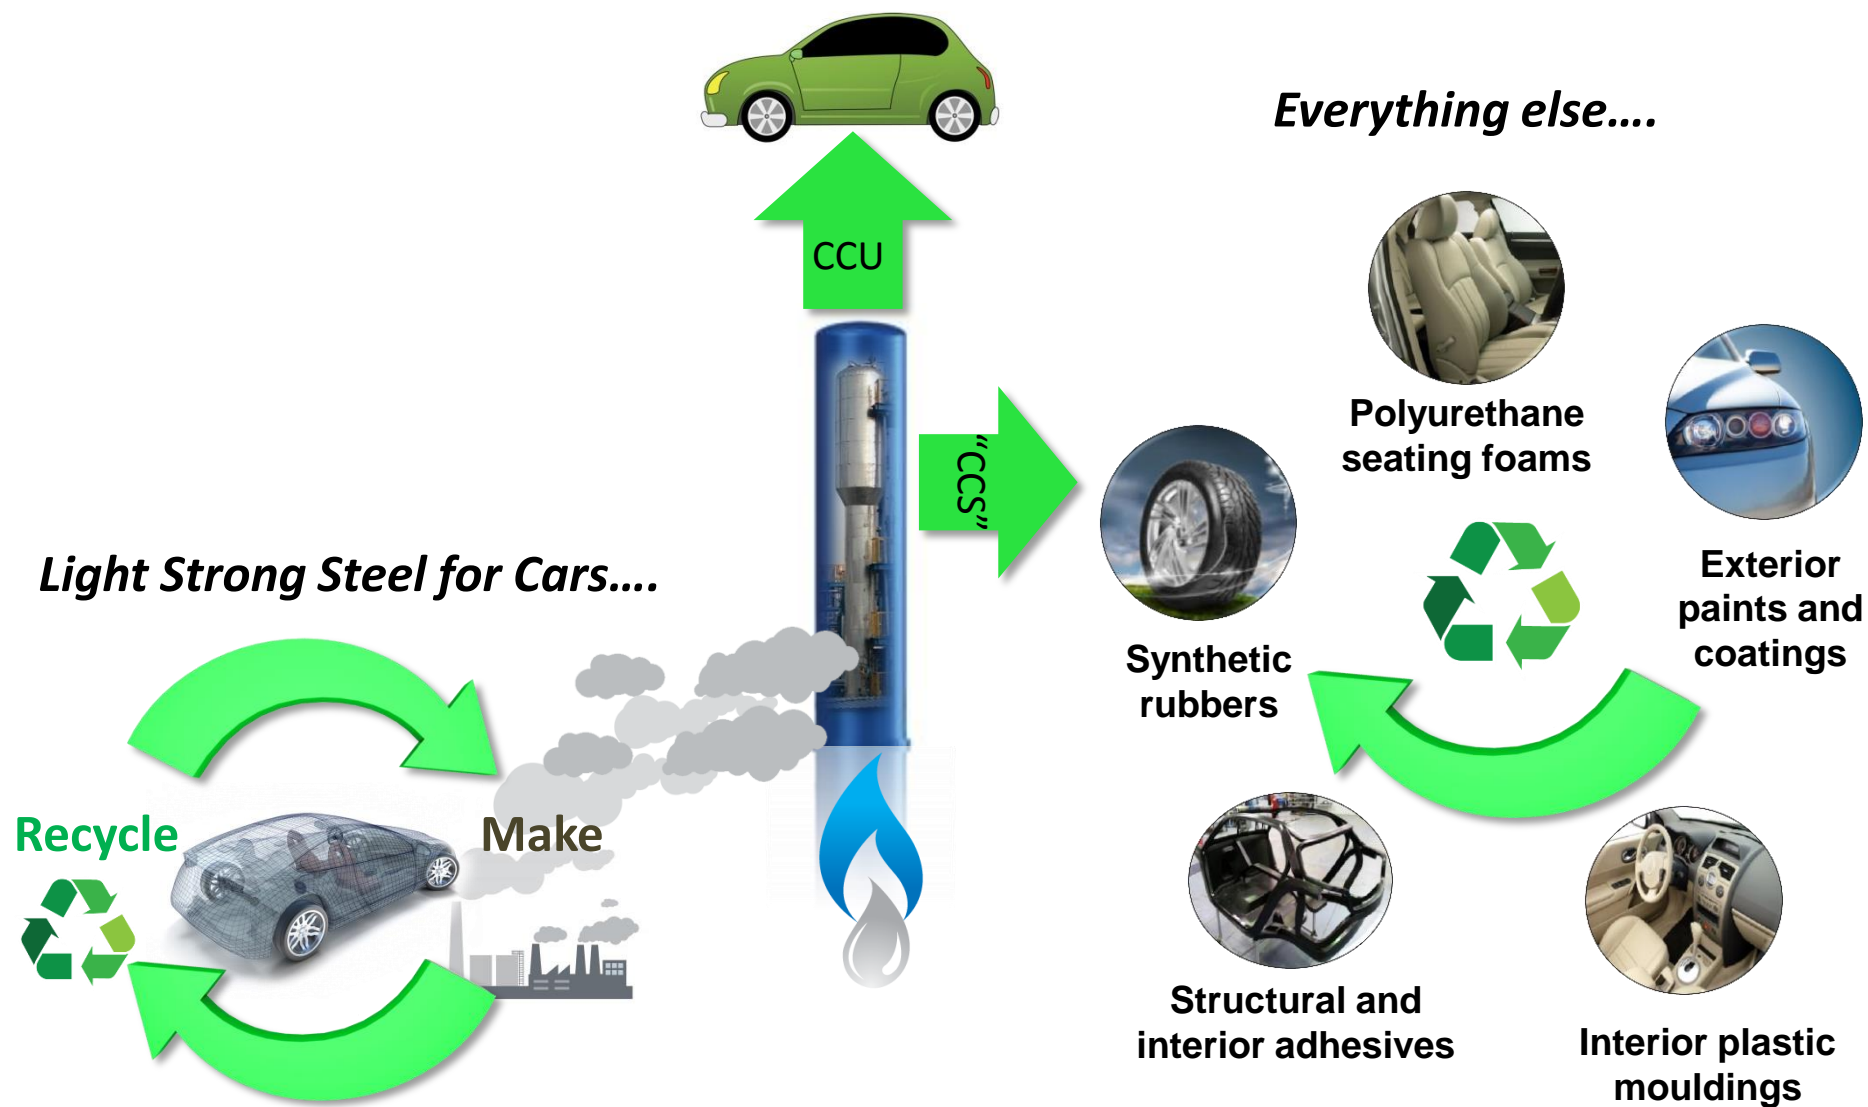 Everything else….
CCU
Polyurethane
seating foams
“CCS”
Light Strong Steel for Cars….
Exterior
paints and
coatings
Synthetic
rubbers
Recycle
Make
Structural and
interior adhesives
Interior plastic
mouldings